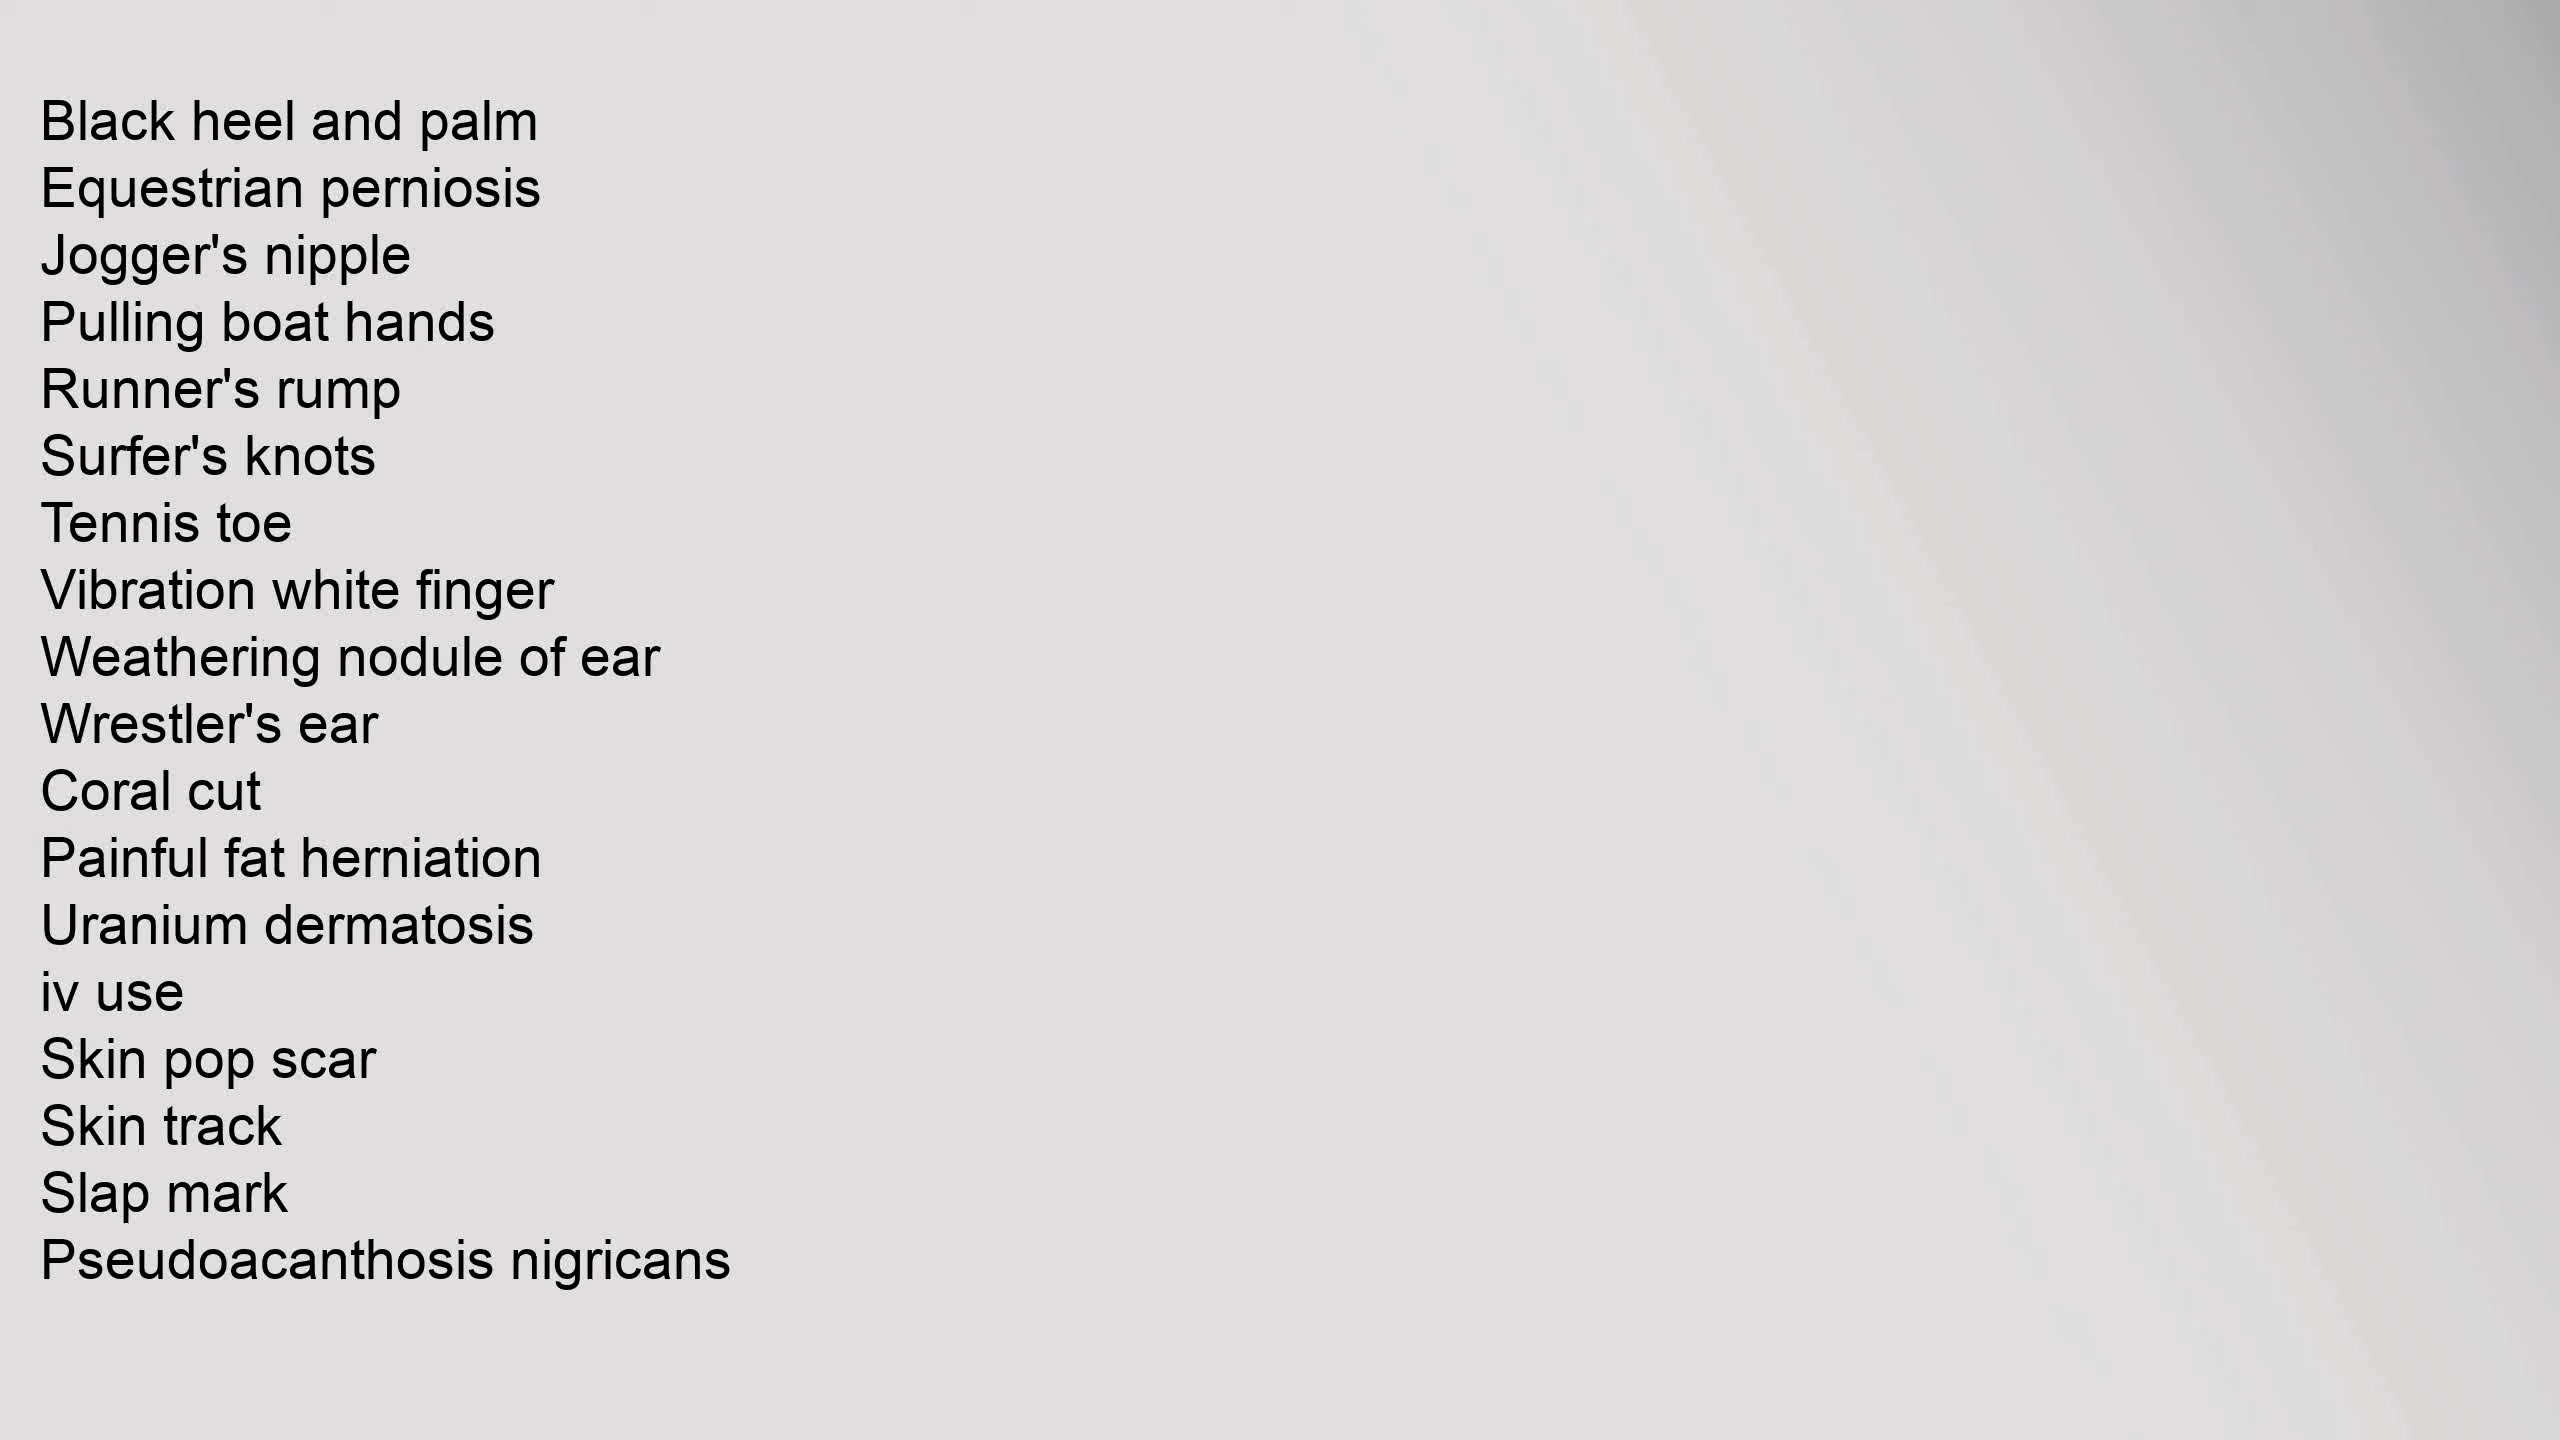 Black heel and palm
Equestrian perniosis
Jogger's nipple
Pulling boat hands
Runner's rump
Surfer's knots
Tennis toe
Vibration white finger
Weathering nodule of ear
Wrestler's ear
Coral cut
Painful fat herniation
Uranium dermatosis
iv use
Skin pop scar
Skin track
Slap mark
Pseudoacanthosis nigricans